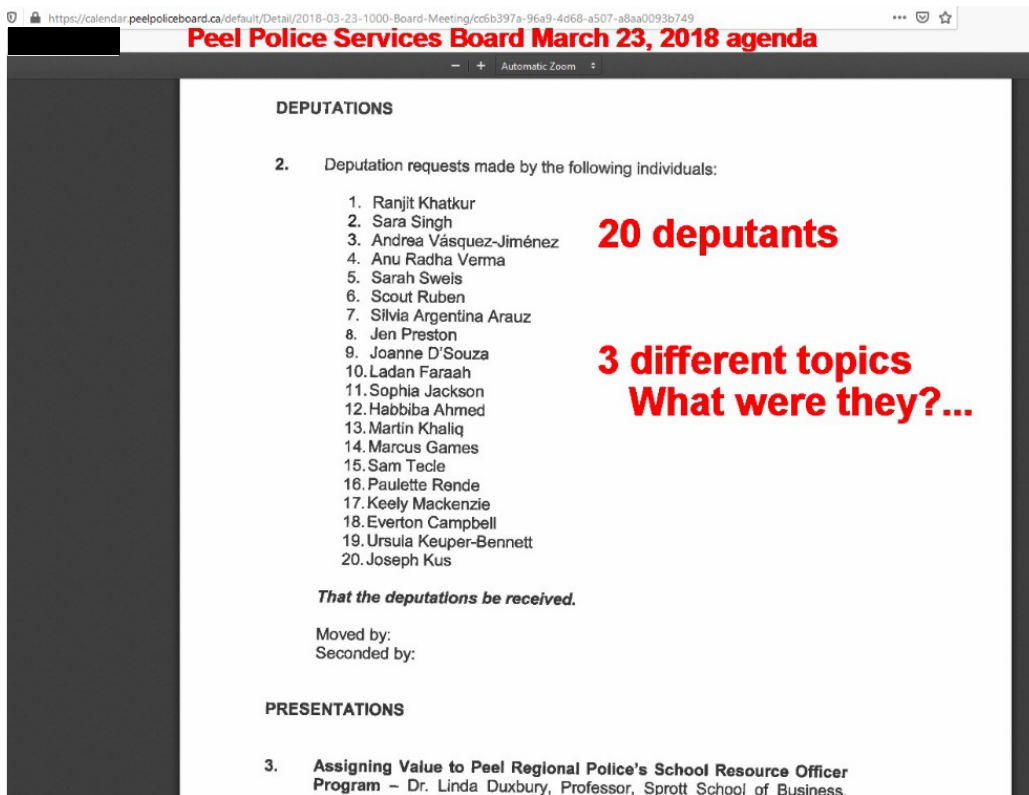 https://calendar.peelpoliceboard.ca/default/Detail/2018-03-23-1000-Board-Meeting/cc6b397a-96a9-4d68-a507-a8aa0093b749
Peel Police Services Board March 23, 2018 agenda
− + Automatic Zoom
DEPUTATIONS
2. Deputation requests made by the following individuals:
1. Ranjit Khatkur
2. Sara Singh
3. Andrea Vásquez-Jiménez
4. Anu Radha Verma
5. Sarah Sweis
6. Scout Ruben
7. Silvia Argentina Arauz
8. Jen Preston
9. Joanne D'Souza
10. Ladan Faraah
11. Sophia Jackson
12. Habbiba Ahmed
13. Martin Khaliq
14. Marcus Games
15. Sam Tecle
16. Paulette Rende
17. Keely Mackenzie
18. Everton Campbell
19. Ursula Keuper-Bennett
20. Joseph Kus
20 deputants
3 different topics
What were they?...
That the deputations be received.
Moved by:
Seconded by:
PRESENTATIONS
3. Assigning Value to Peel Regional Police's School Resource Officer
Program – Dr. Linda Duxbury, Professor, Sprott School of Business,